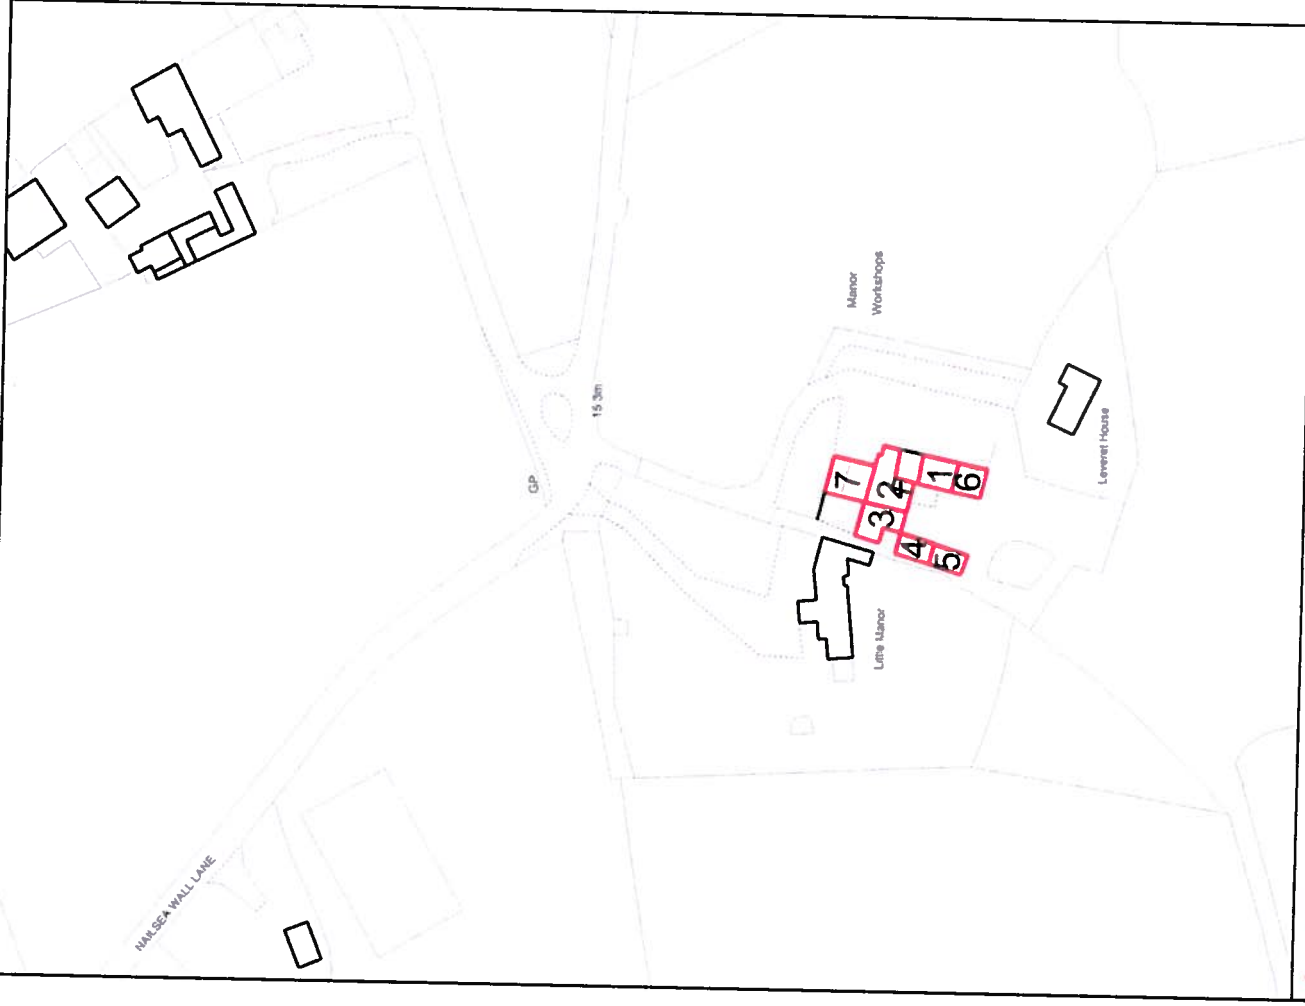 NAILSEA WALL LANE
GP
15 3m
Manor
Workshops
7
2
1
6
3
4
5
Little Manor
Leveret House